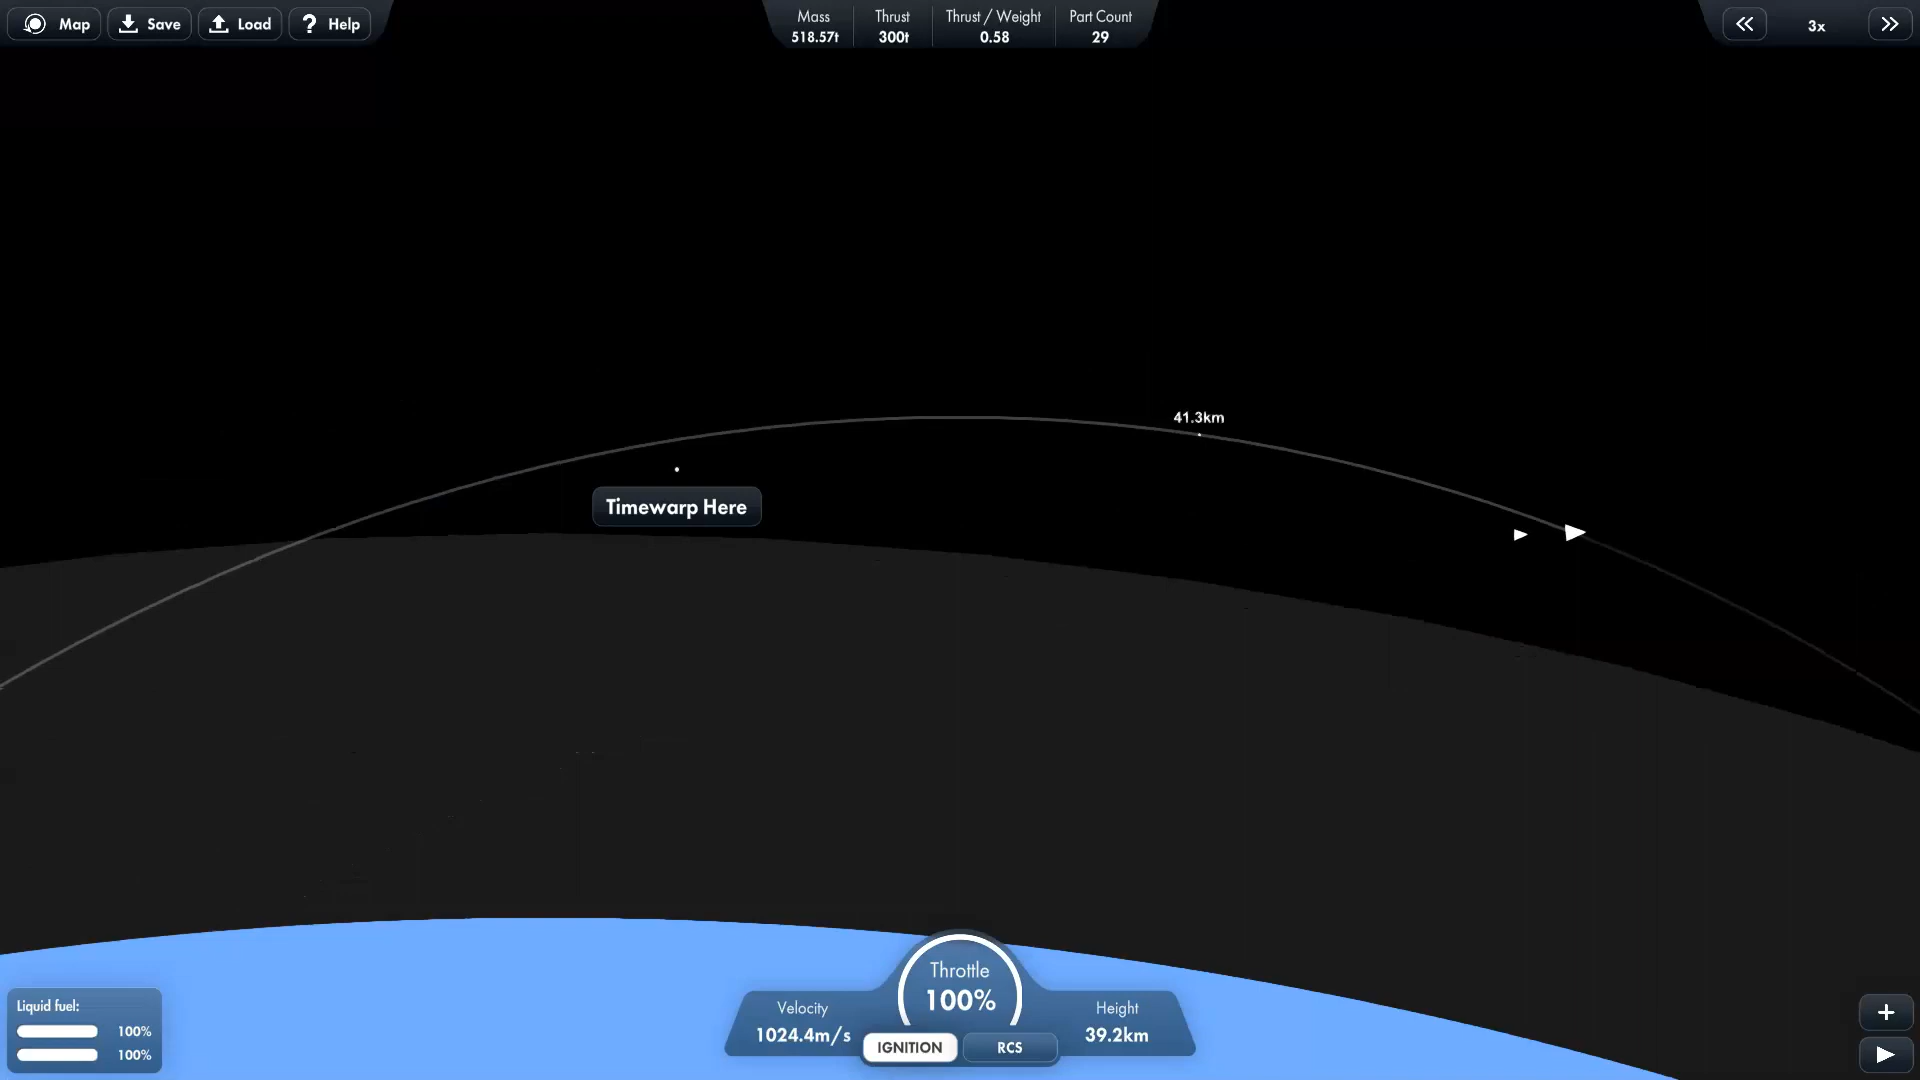 Map Save Load ? Help
Mass Thrust Thrust / Weight Part Count
518.57t 300t 0.58 29
3x
41.3km
Timewarp Here
Throttle
100%
Velocity
1024.4m/s
Height
39.2km
IGNITION RCS
Liquid fuel:
100%
100%